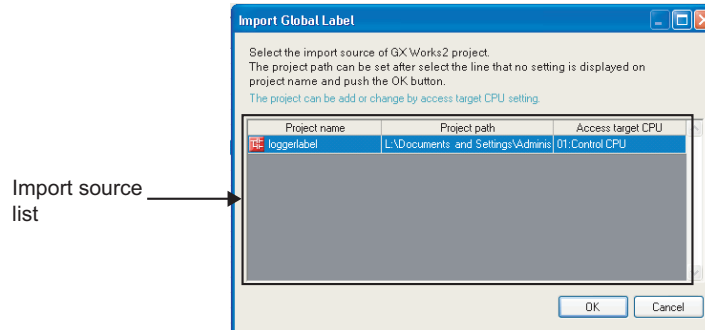 Import Global Label
Select the import source of GX Works2 project.
The project path can be set after select the line that no setting is displayed on
project name and push the OK button.
The project can be add or change by access target CPU setting.
Project name Project path Access target CPU
loggerlabel L:\Documents and Settings\Adminis 01:Control CPU
Import source
list
OK Cancel